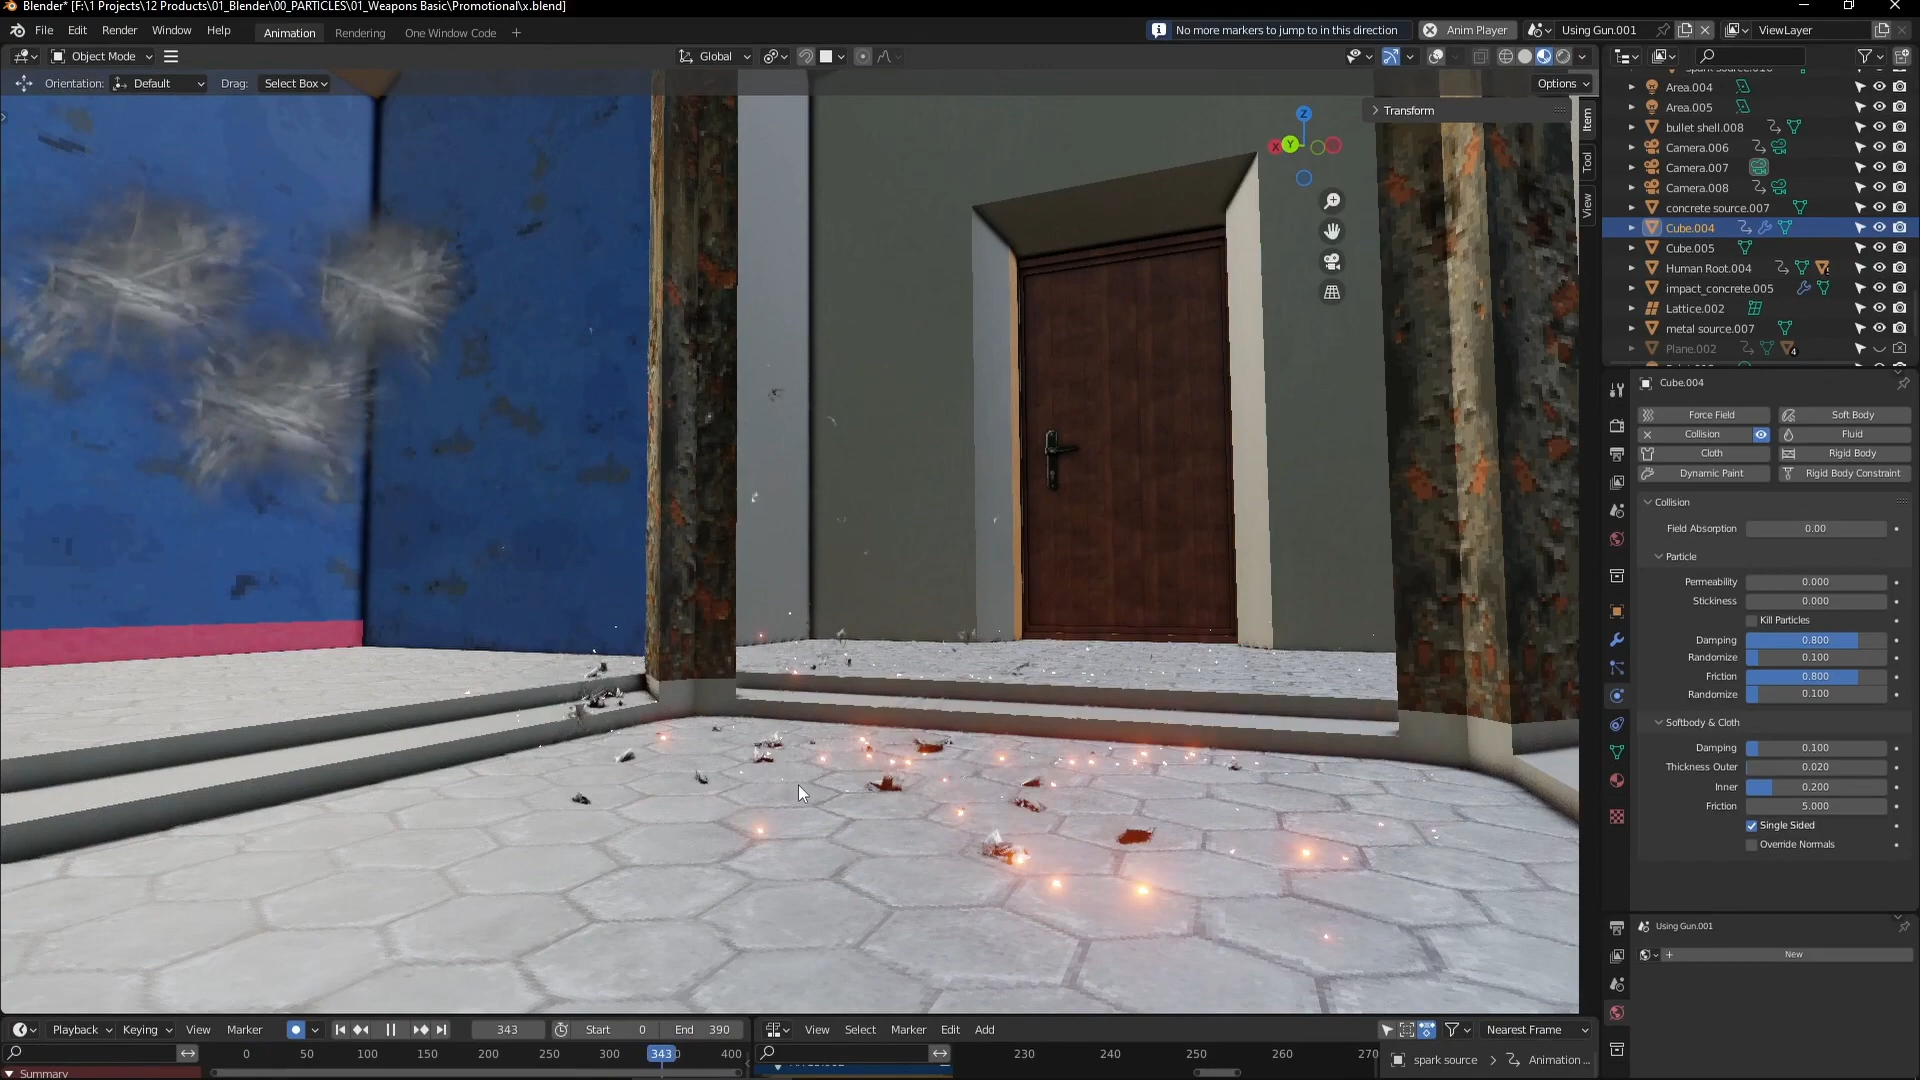 Blender* [F:\1 Projects\12 Products\01_Blender\00_PARTICLES\01_Weapons Basic\Promotional\x.blend]
File Edit Render Window Help Animation Rendering One Window Code + No more markers to jump to in this direction Anim Player Using Gun.001 ViewLayer
Object Mode Global
Orientation: Default Drag: Select Box Options
Transform
Z
X Y
Item
Tool
View
Area.004
Area.005
bullet shell.008
Camera.006
Camera.007
Camera.008
concrete source.007
Cube.004
Cube.005
Human Root.004
impact_concrete.005
Lattice.002
metal source.007
Plane.002 4
Cube.004
Force Field Soft Body
Collision Fluid
Cloth Rigid Body
Dynamic Paint Rigid Body Constraint
Collision
Field Absorption 0.00
Particle
Permeability 0.000
Stickiness 0.000
Kill Particles
Damping 0.800
Randomize 0.100
Friction 0.800
Randomize 0.100
Softbody & Cloth
Damping 0.100
Thickness Outer 0.020
Inner 0.200
Friction 5.000
Single Sided
Override Normals
Using Gun.001
+ New
Playback Keying View Marker 343 Start 0 End 390 View Select Marker Edit Add Nearest Frame
0 50 100 150 200 250 300 343 400 230 240 250 270 spark source Animation ...
Summary